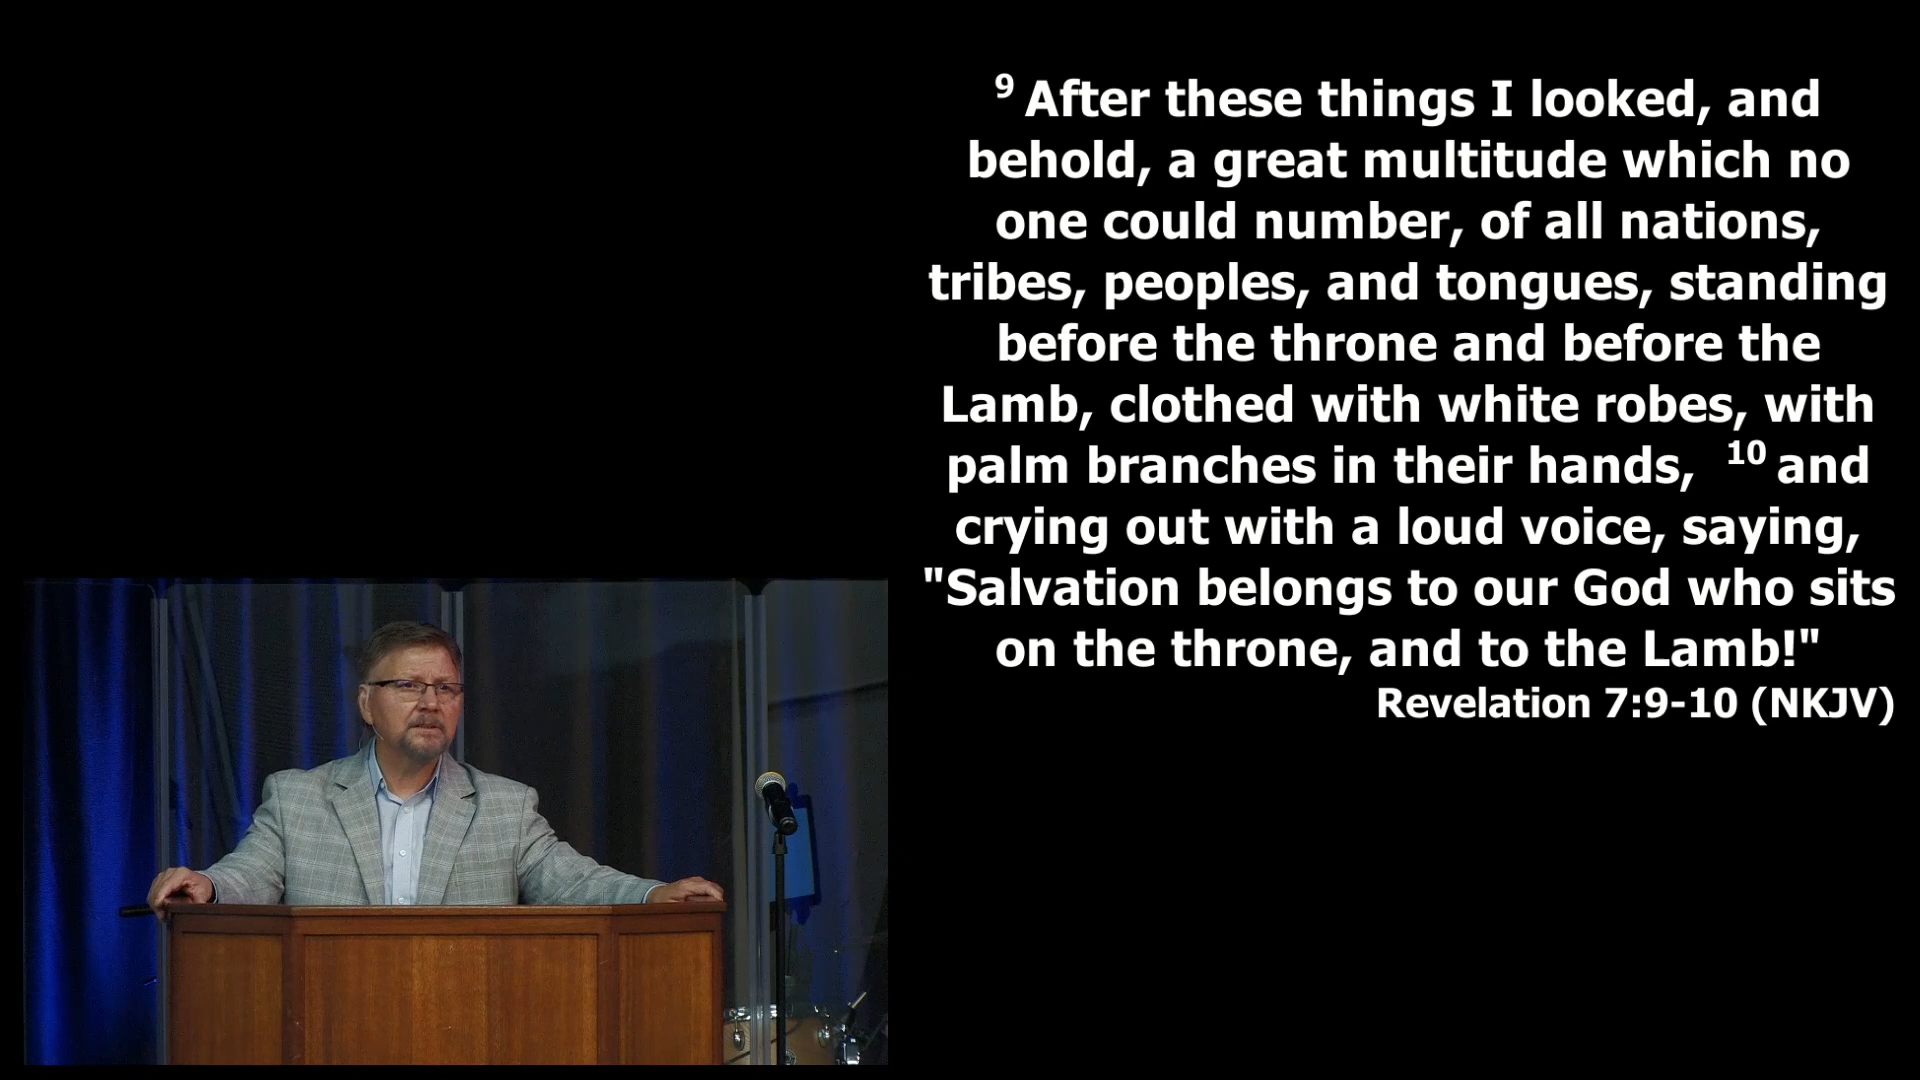 9 After these things I looked, and
behold, a great multitude which no
one could number, of all nations,
tribes, peoples, and tongues, standing
before the throne and before the
Lamb, clothed with white robes, with
palm branches in their hands, 10 and
crying out with a loud voice, saying,
"Salvation belongs to our God who sits
on the throne, and to the Lamb!"
Revelation 7:9-10 (NKJV)